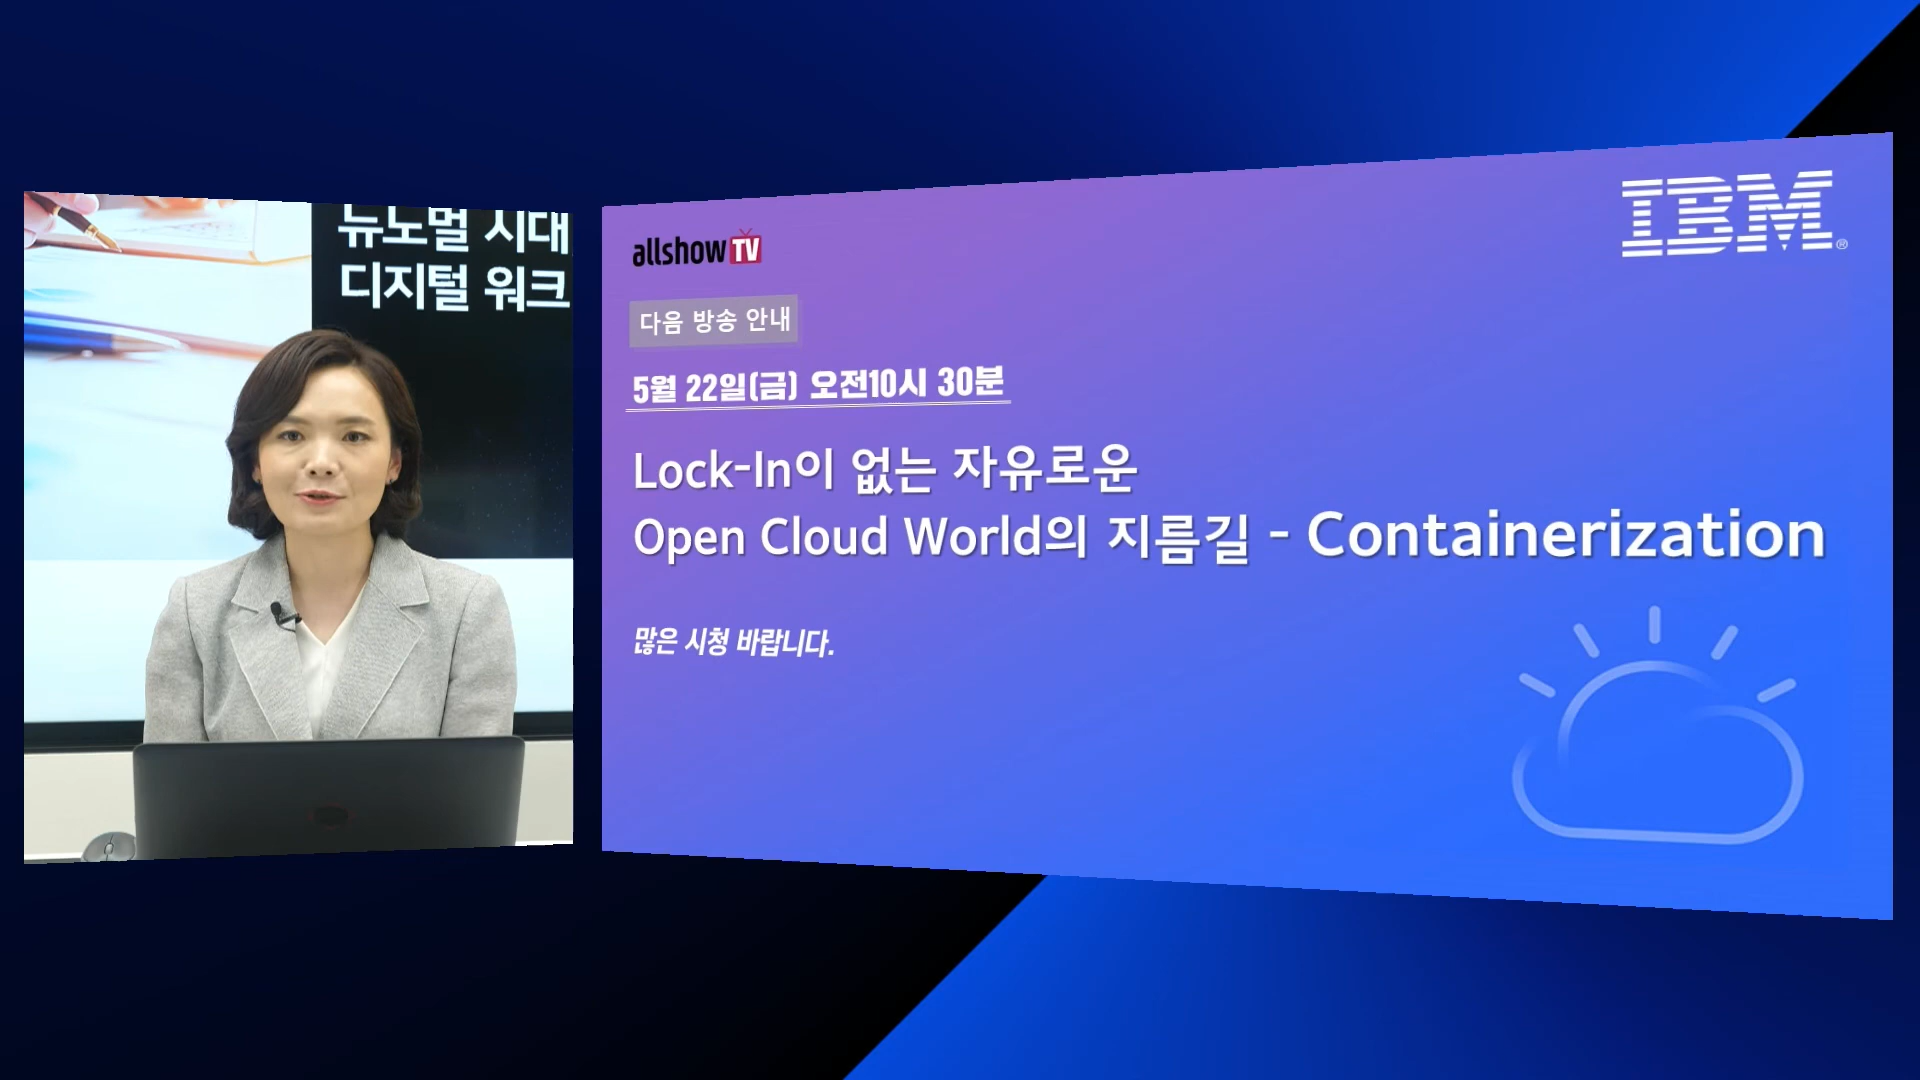 뉴노멀 시대
디지털 워크
allshow TV
IBM®
다음 방송 안내
5월 22일(금) 오전10시 30분
Lock-In이 없는 자유로운
Open Cloud World의 지름길 - Containerization
많은 시청 바랍니다.